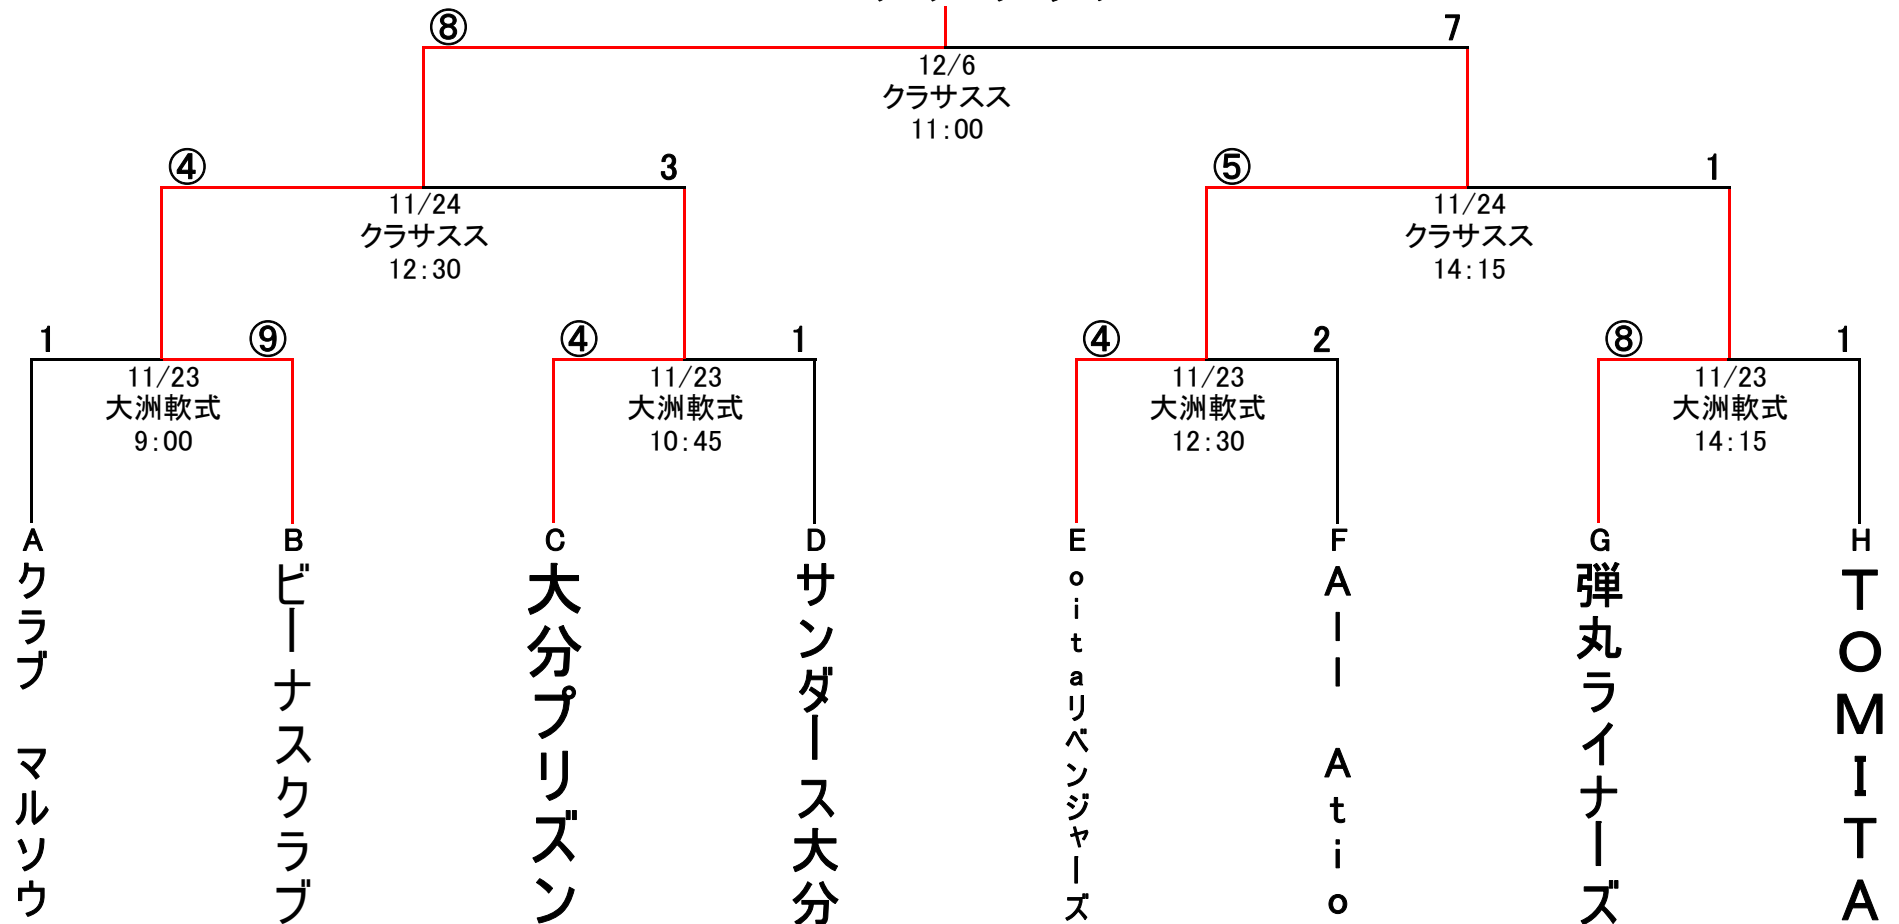 ⑧ 7
12/6
クラサスス
11:00
④ 3 ⑤ 1
11/24
クラサスス
12:30
11/24
クラサスス
14:15
1 ⑨ ④ 1 ④ 2 ⑧ 1
11/23
大洲軟式
9:00
11/23
大洲軟式
10:45
11/23
大洲軟式
12:30
11/23
大洲軟式
14:15
A B C D E F G H
クラブ マルソウ
ビーナスクラブ
大分プリズン
サンダース大分
oitaリベンジャーズ
All Atio
弾丸ライナーズ
TOMITA